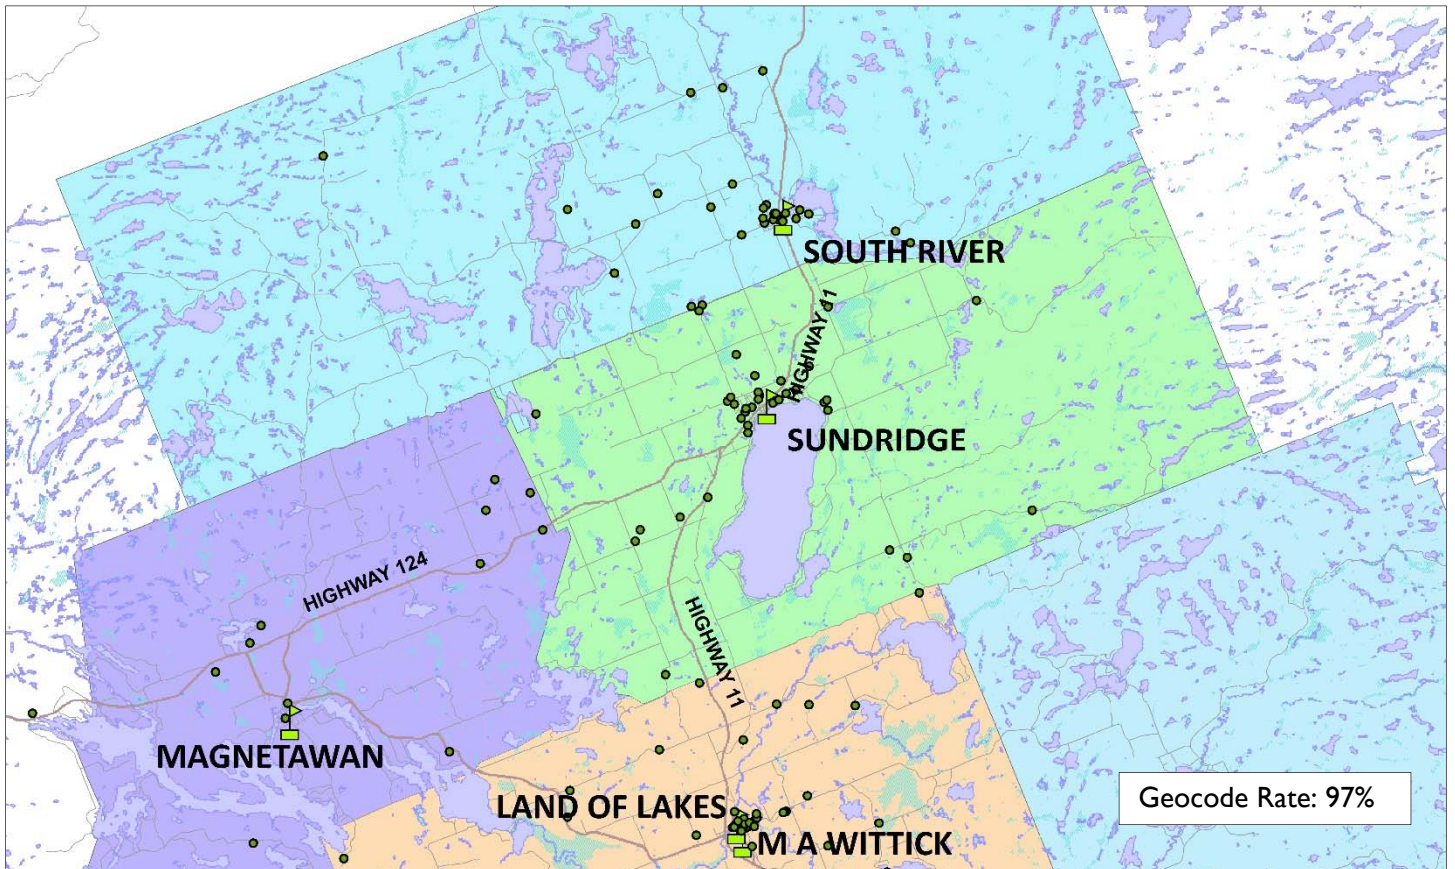 SOUTH RIVER
HIGHWAY 11
SUNDRIDGE
HIGHWAY 124
HIGHWAY 11
MAGNETAWAN
LAND OF LAKES
M A WITTICK
Geocode Rate: 97%